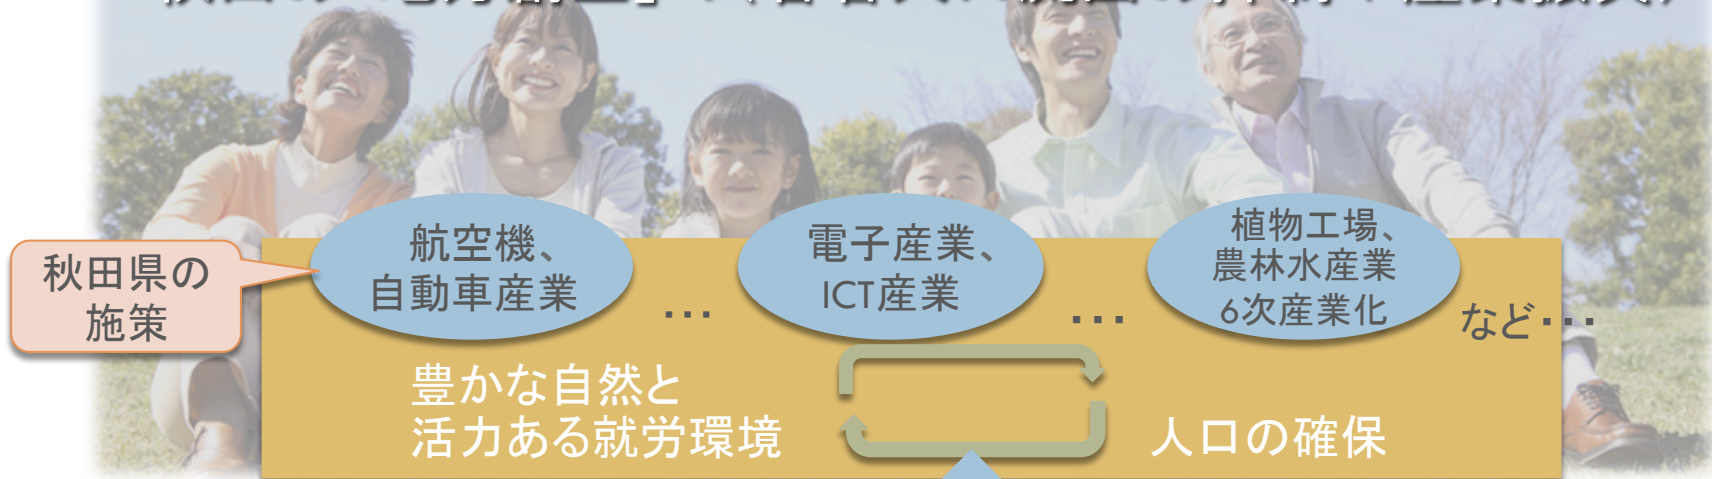 航空機、
自動車産業
電子産業、
ICT産業
植物工場、
農林水産業
6次産業化
秋田県の
施策
…
…
など…
豊かな自然と
活力ある就労環境
人口の確保